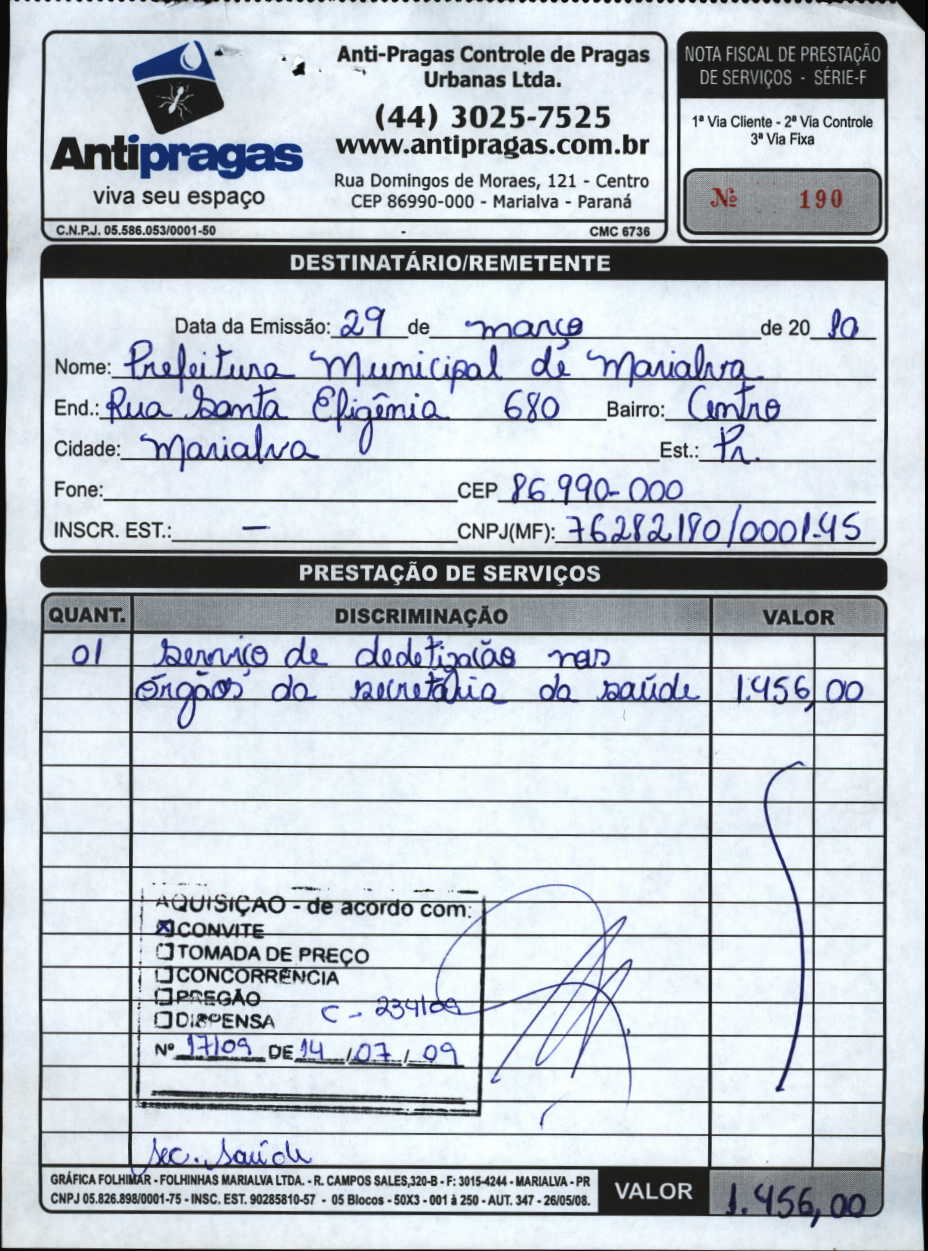 Antipragas
viva seu espaço
Anti-Pragas Controle de Pragas
Urbanas Ltda.
(44) 3025-7525
www.antipragas.com.br
Rua Domingos de Moraes, 121 - Centro
CEP 86990-000 - Marialva - Paraná
C.N.P.J. 05.586.053/0001-50 CMC 6736
NOTA FISCAL DE PRESTAÇÃO
DE SERVIÇOS - SÉRIE-F
1ª Via Cliente - 2ª Via Controle
3ª Via Fixa
Nº 190
DESTINATÁRIO/REMETENTE
Data da Emissão: 29 de março de 20 10
Nome: Prefeitura Municipal de Marialva
End.: Rua Santa Efigênia 680 Bairro: Centro
Cidade: Marialva Est.: Pr.
Fone: CEP 86.990-000
INSCR. EST.: — CNPJ(MF): 76282180/0001-45
PRESTAÇÃO DE SERVIÇOS
QUANT. DISCRIMINAÇÃO VALOR
01 serviço de dedetização nas
órgãos da secretária da saúde 1.456,00
AQUISIÇÃO - de acordo com:
☒ CONVITE
☐ TOMADA DE PREÇO
☐ CONCORRÊNCIA
☐ PREGÃO
☐ DISPENSA C - 234/09
Nº 17/09 DE 14 / 07 / 09
Sec. Saúde
GRÁFICA FOLHIMAR - FOLHINHAS MARIALVA LTDA. - R. CAMPOS SALES,320-B - F: 3015-4244 - MARIALVA - PR
CNPJ 05.826.898/0001-75 - INSC. EST. 90285810-57 - 05 Blocos - 50X3 - 001 à 250 - AUT. 347 - 26/05/08.
VALOR 1.456,00